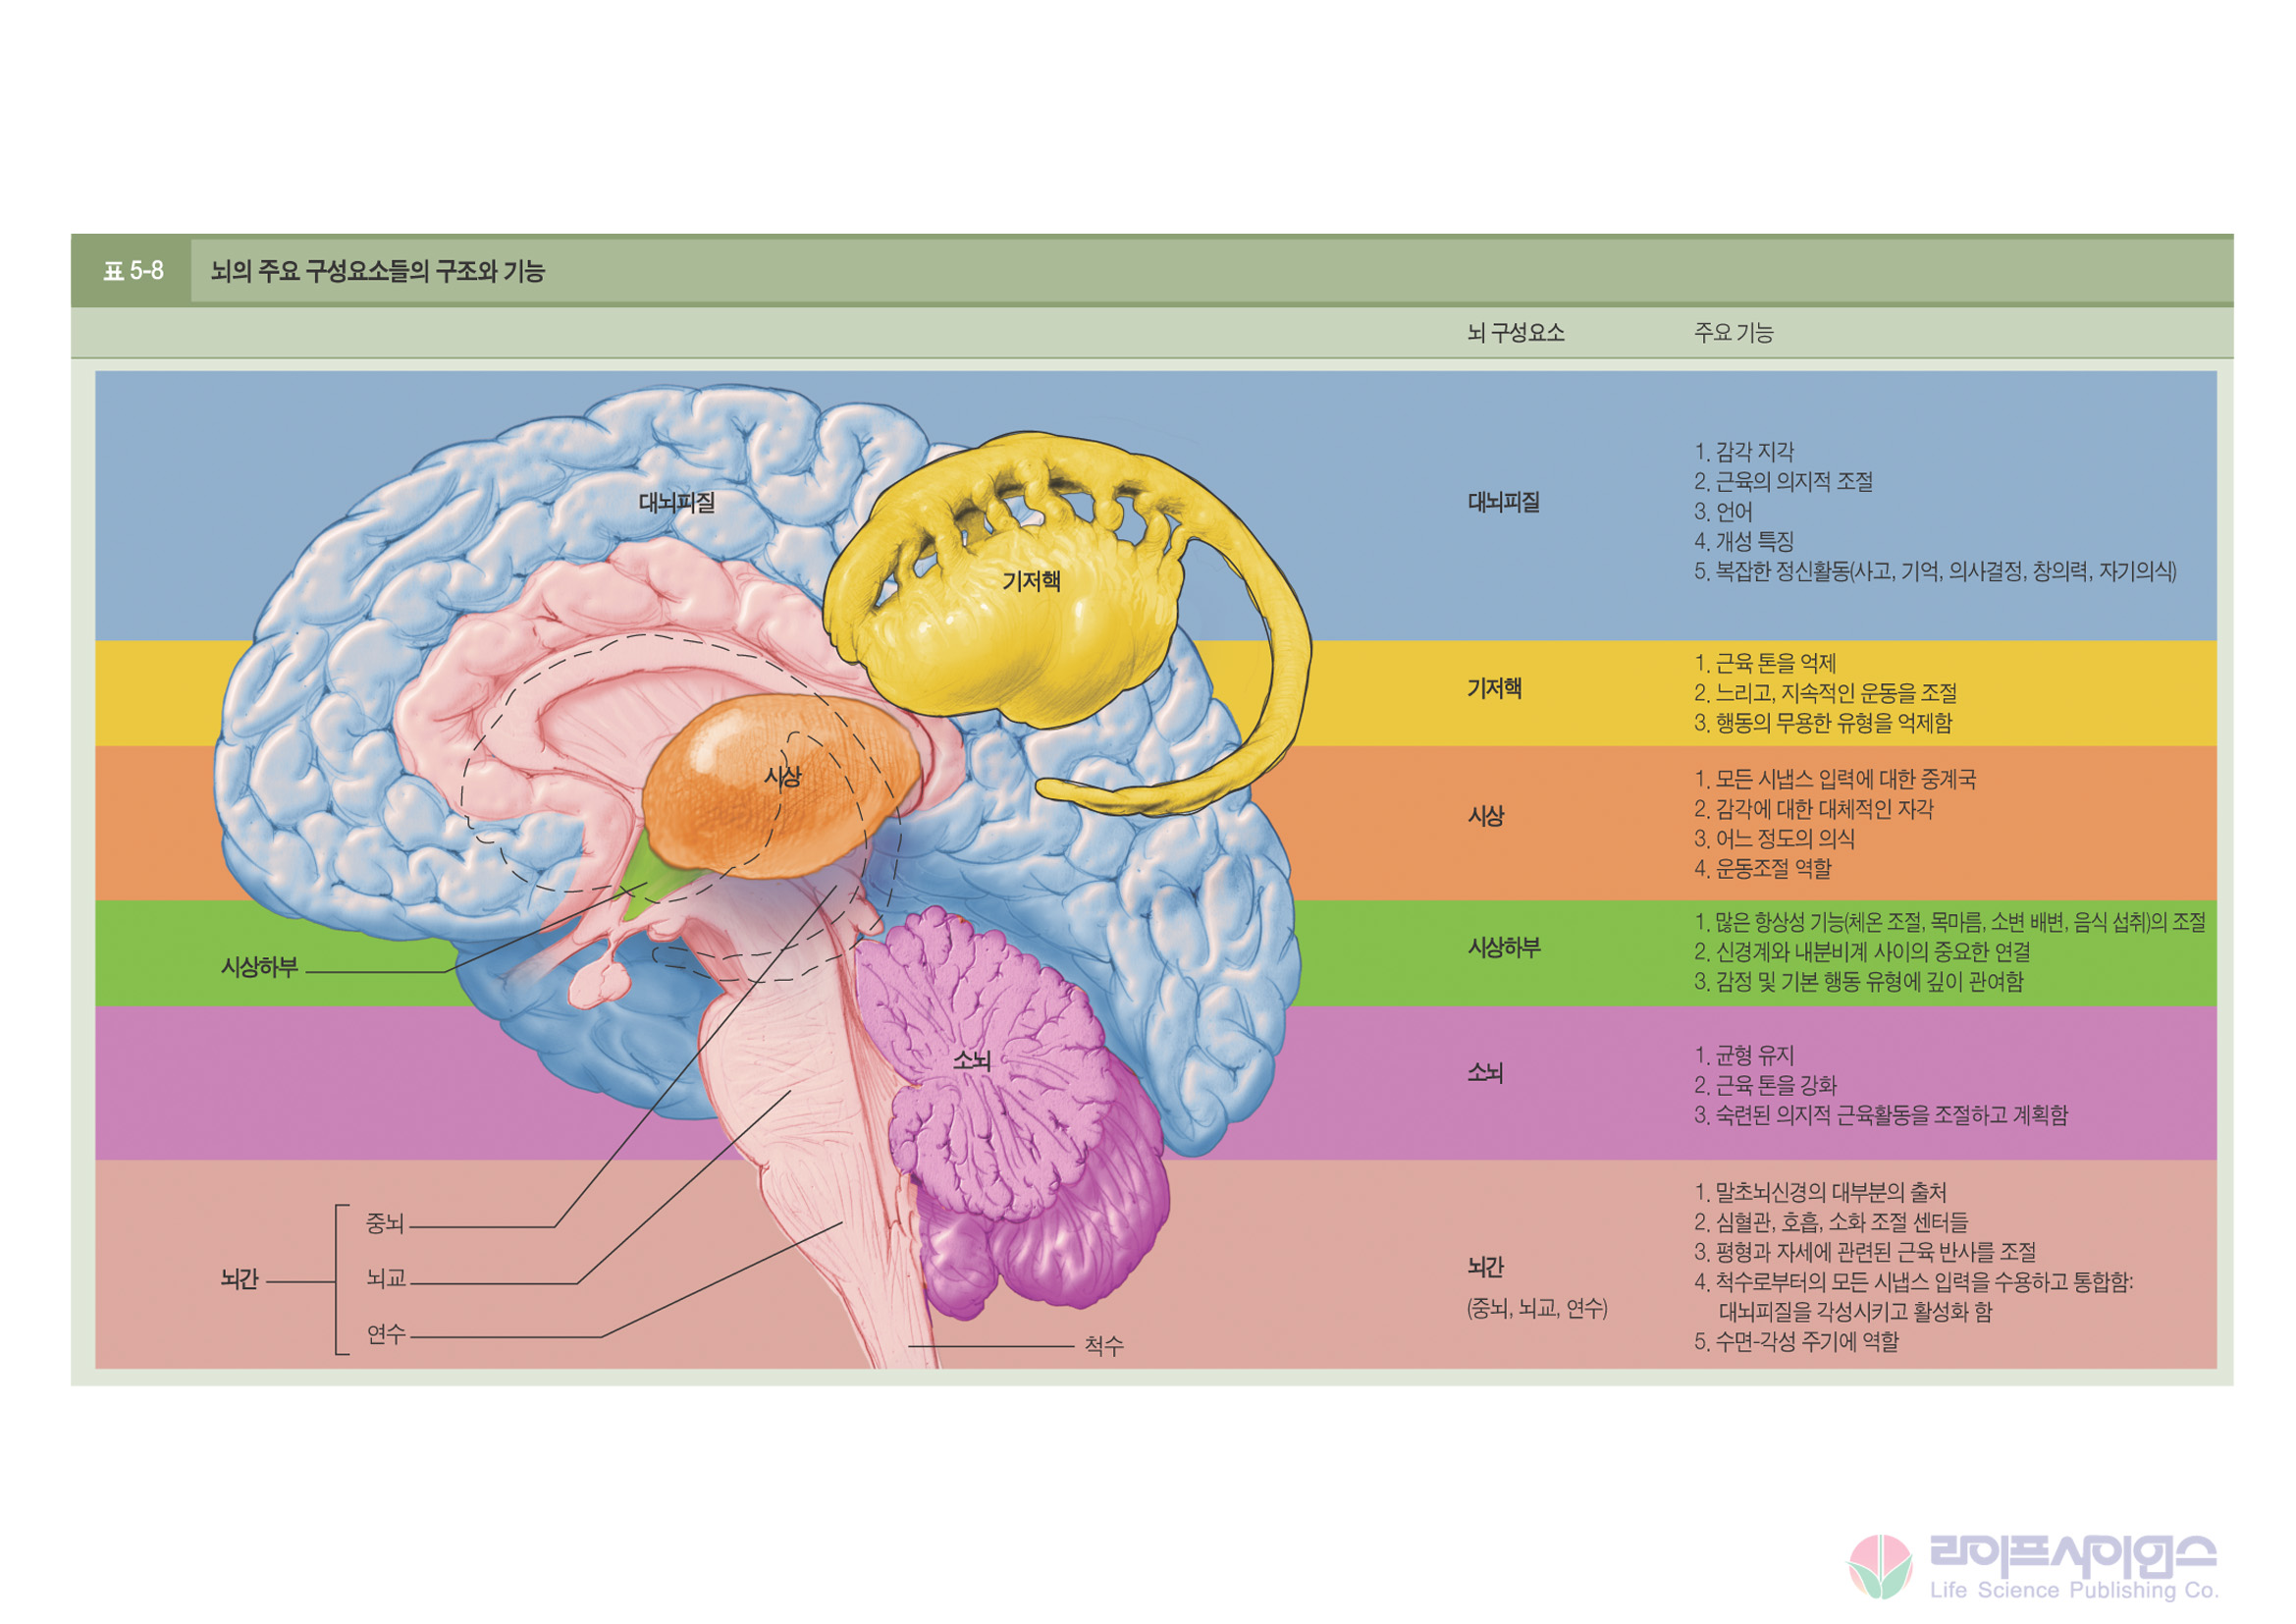 표 5-8 뇌의 주요 구성요소들의 구조와 기능
뇌 구성요소 주요 기능
대뇌피질
기저핵
시상
시상하부
소뇌
뇌간
중뇌
뇌교
연수
척수
대뇌피질
1. 감각 지각
2. 근육의 의지적 조절
3. 언어
4. 개성 특징
5. 복잡한 정신활동(사고, 기억, 의사결정, 창의력, 자기의식)
기저핵
1. 근육 톤을 억제
2. 느리고, 지속적인 운동을 조절
3. 행동의 무용한 유형을 억제함
시상
1. 모든 시냅스 입력에 대한 중계국
2. 감각에 대한 대체적인 자각
3. 어느 정도의 의식
4. 운동조절 역할
시상하부
1. 많은 항상성 기능(체온 조절, 목마름, 소변 배변, 음식 섭취)의 조절
2. 신경계와 내분비계 사이의 중요한 연결
3. 감정 및 기본 행동 유형에 깊이 관여함
소뇌
1. 균형 유지
2. 근육 톤을 강화
3. 숙련된 의지적 근육활동을 조절하고 계획함
뇌간
(중뇌, 뇌교, 연수)
1. 말초뇌신경의 대부분의 출처
2. 심혈관, 호흡, 소화 조절 센터들
3. 평형과 자세에 관련된 근육 반사를 조절
4. 척수로부터의 모든 시냅스 입력을 수용하고 통합함:
대뇌피질을 각성시키고 활성화 함
5. 수면-각성 주기에 역할
라이프사이언스
Life Science Publishing Co.